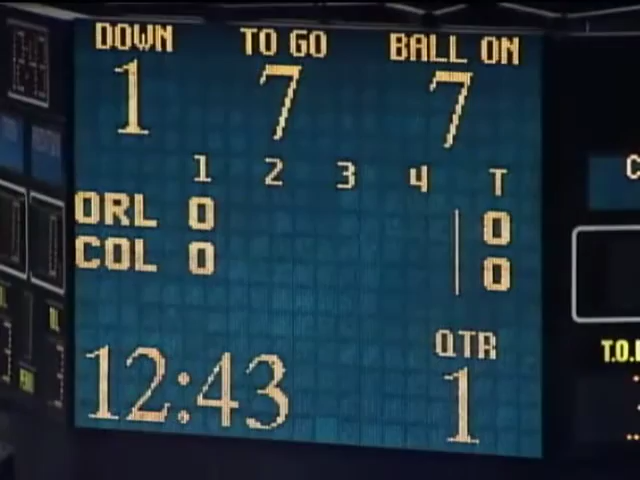 DOWN TO GO BALL ON
1 7 7
1 2 3 4 T
ORL 0 0
COL 0 0
QTR
12:43 1